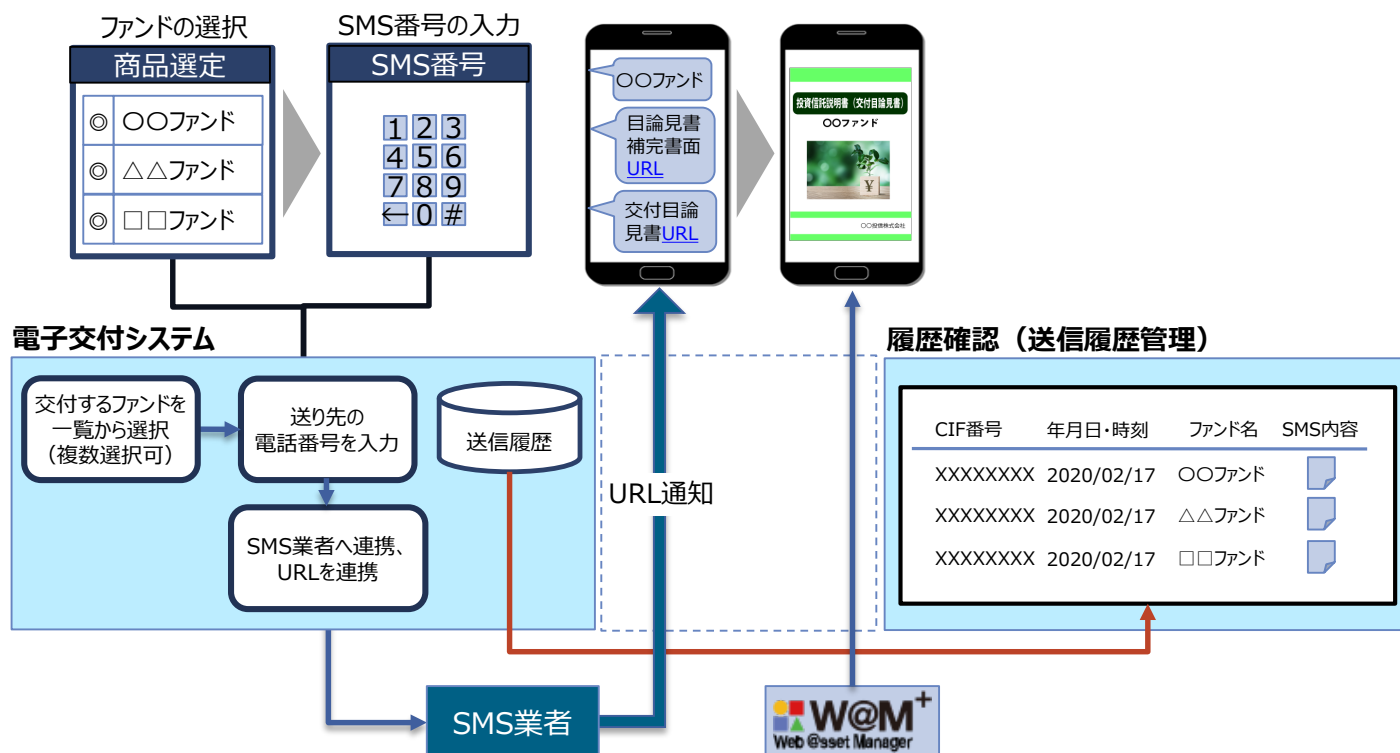 ファンドの選択
商品選定
◎ 〇〇ファンド
◎ △△ファンド
◎ □□ファンド
SMS番号の入力
SMS番号
1 2 3
4 5 6
7 8 9
← 0 #
〇〇ファンド
目論見書
補完書面
URL
交付目論
見書URL
投資信託説明書（交付目論見書）
〇〇ファンド
¥
〇〇投信株式会社
電子交付システム
交付するファンドを
一覧から選択
（複数選択可）
送り先の
電話番号を入力
送信履歴
SMS業者へ連携、
URLを連携
URL通知
履歴確認（送信履歴管理）
CIF番号 年月日・時刻 ファンド名 SMS内容
XXXXXXXX 2020/02/17 〇〇ファンド
XXXXXXXX 2020/02/17 △△ファンド
XXXXXXXX 2020/02/17 □□ファンド
SMS業者
W@M+
Web @sset Manager